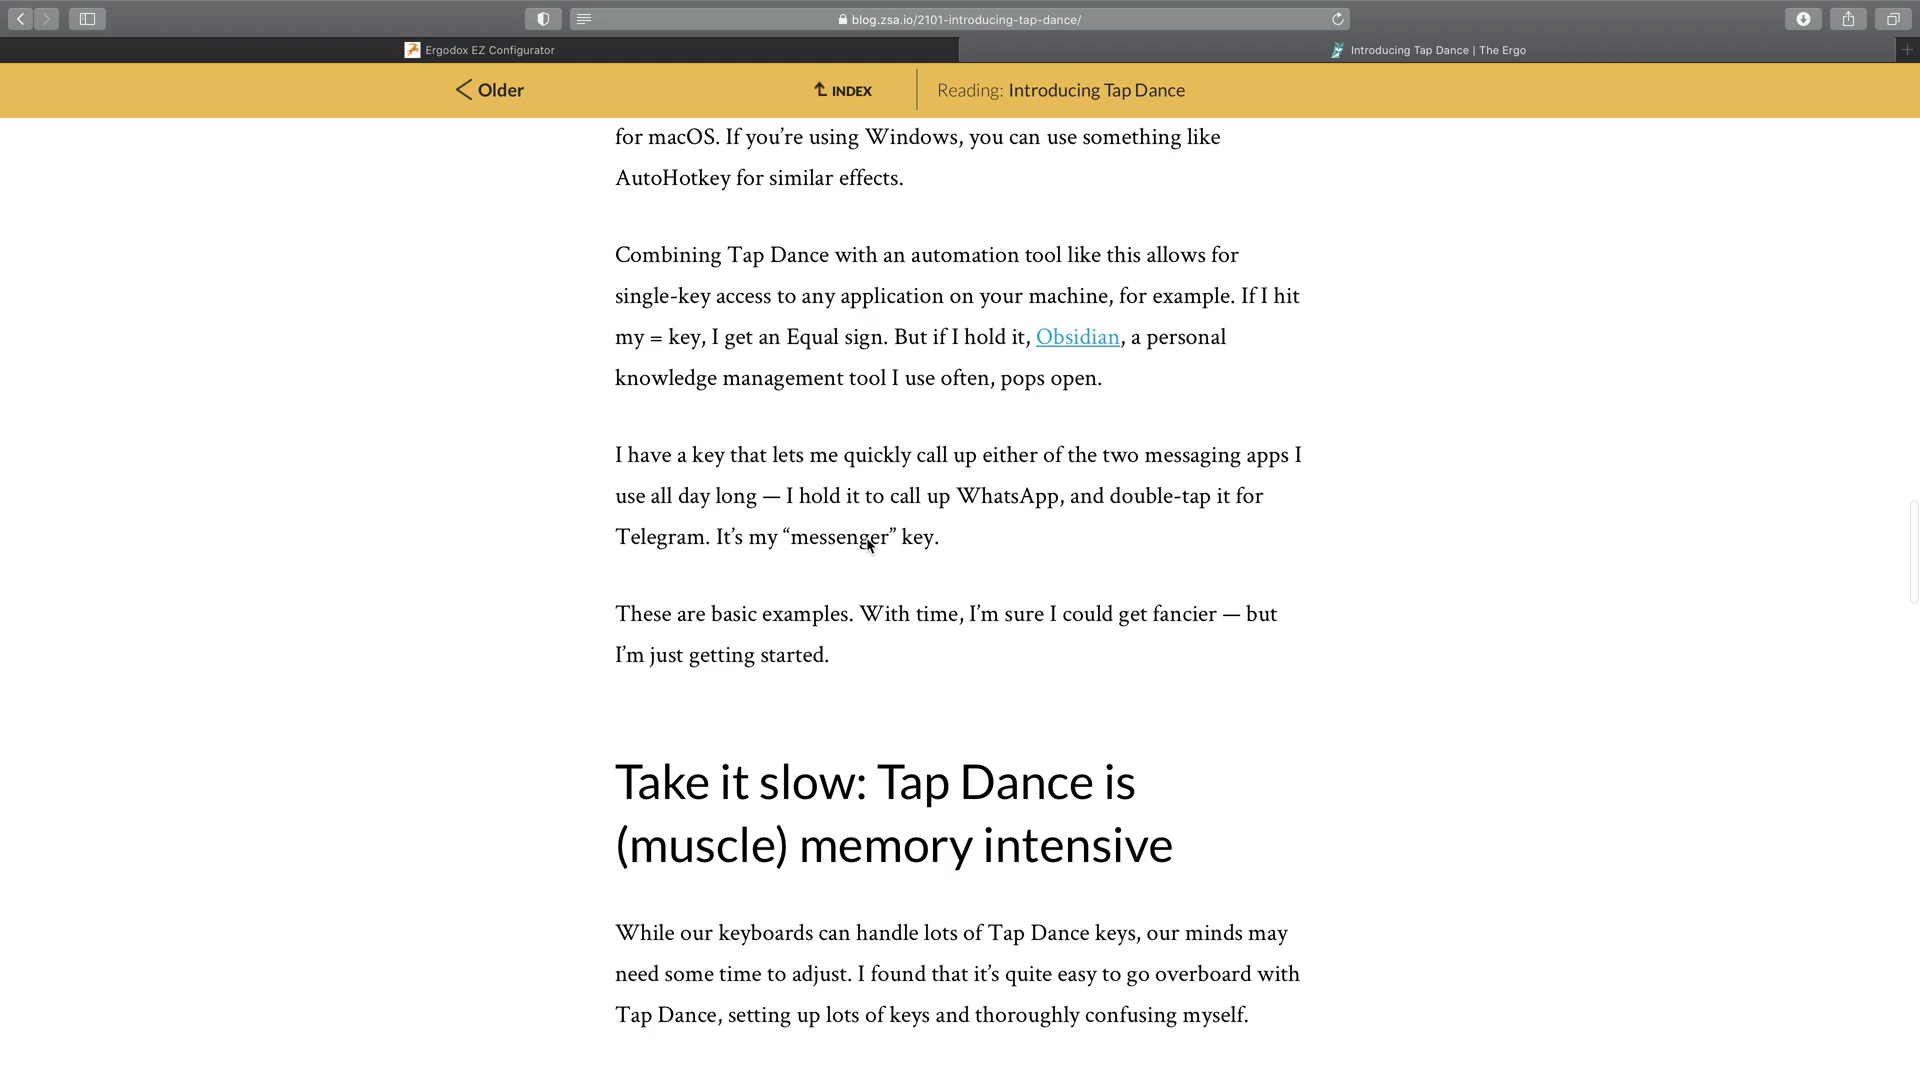 blog.zsa.io/2101-introducing-tap-dance/
Ergodox EZ Configurator
Introducing Tap Dance | The Ergo
Older
INDEX
Reading: Introducing Tap Dance
for macOS. If you’re using Windows, you can use something like
AutoHotkey for similar effects.
Combining Tap Dance with an automation tool like this allows for
single-key access to any application on your machine, for example. If I hit
my = key, I get an Equal sign. But if I hold it, Obsidian, a personal
knowledge management tool I use often, pops open.
I have a key that lets me quickly call up either of the two messaging apps I
use all day long — I hold it to call up WhatsApp, and double-tap it for
Telegram. It’s my “messenger” key.
These are basic examples. With time, I’m sure I could get fancier — but
I’m just getting started.
Take it slow: Tap Dance is
(muscle) memory intensive
While our keyboards can handle lots of Tap Dance keys, our minds may
need some time to adjust. I found that it’s quite easy to go overboard with
Tap Dance, setting up lots of keys and thoroughly confusing myself.